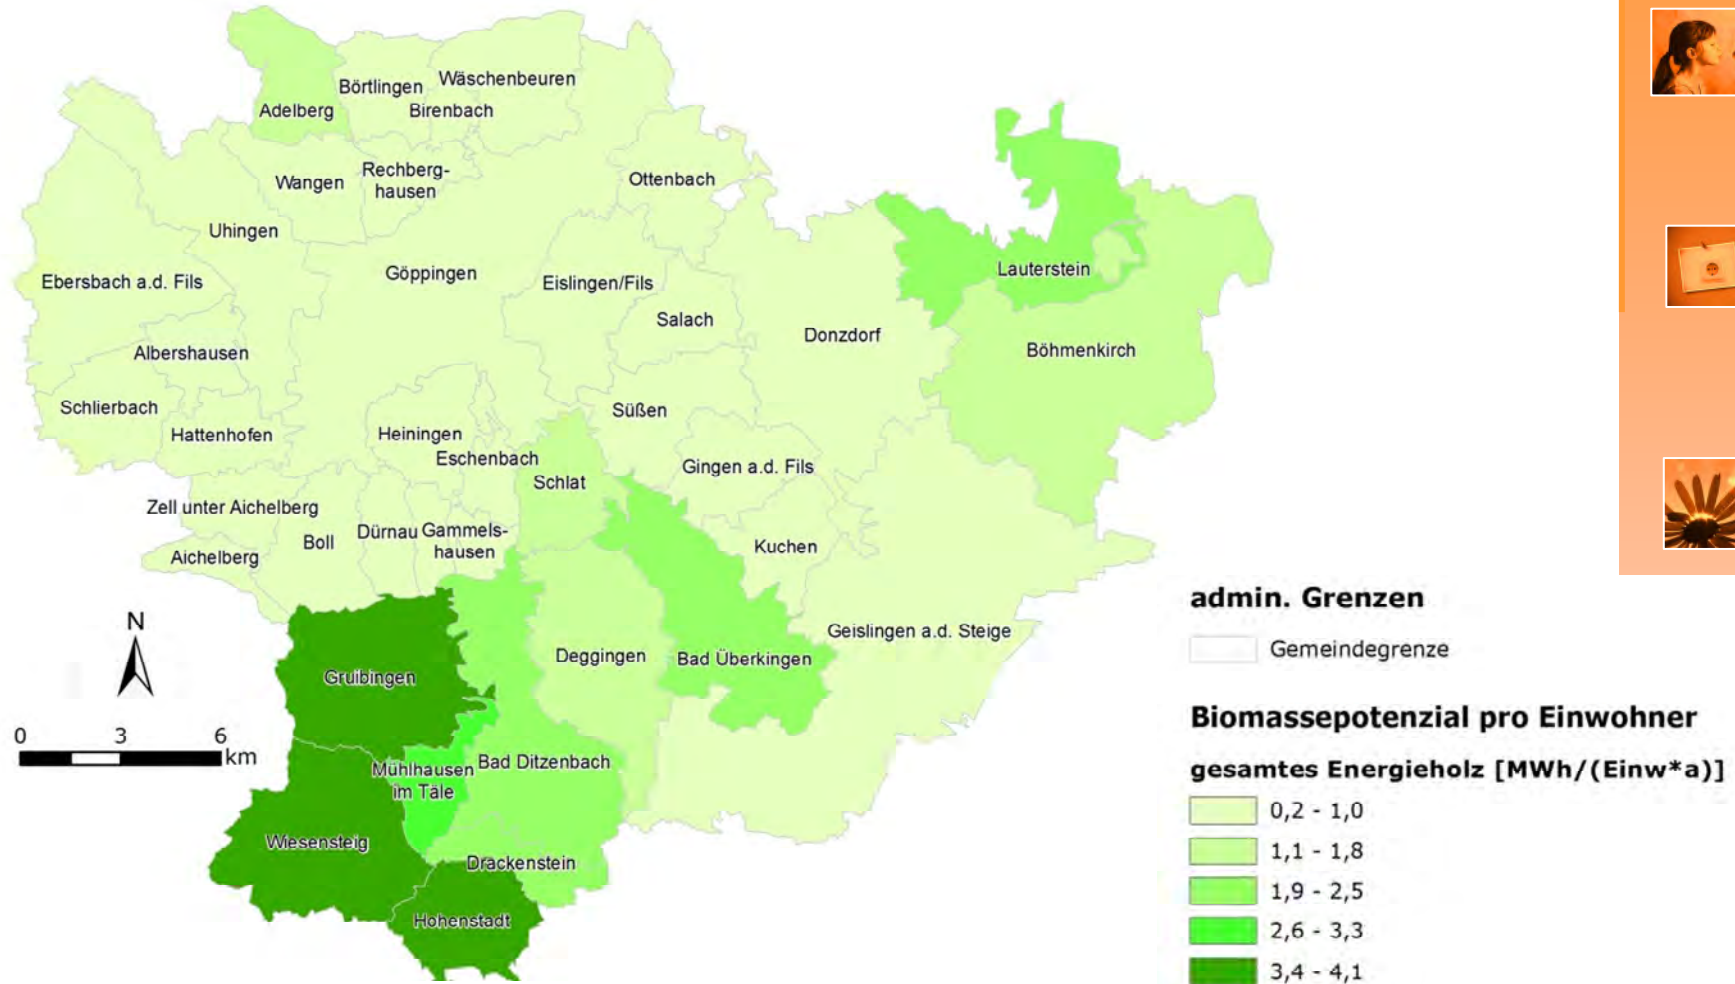 Börtlingen
Wäschenbeuren
Adelberg
Birenbach
Wangen
Rechberg-
hausen
Ottenbach
Uhingen
Ebersbach a.d. Fils
Göppingen
Eislingen/Fils
Lauterstein
Salach
Donzdorf
Albershausen
Böhmenkirch
Schlierbach
Süßen
Hattenhofen
Heiningen
Eschenbach
Gingen a.d. Fils
Schlat
Zell unter Aichelberg
Boll
Dürnau
Gammels-
hausen
Kuchen
Aichelberg
Geislingen a.d. Steige
Deggingen
Bad Überkingen
Gruibingen
Mühlhausen
im Täle
Bad Ditzenbach
Wiesensteig
Drackenstein
Hohenstadt
N
0 3 6
km
admin. Grenzen
Gemeindegrenze
Biomassepotenzial pro Einwohner
gesamtes Energieholz [MWh/(Einw*a)]
0,2 - 1,0
1,1 - 1,8
1,9 - 2,5
2,6 - 3,3
3,4 - 4,1